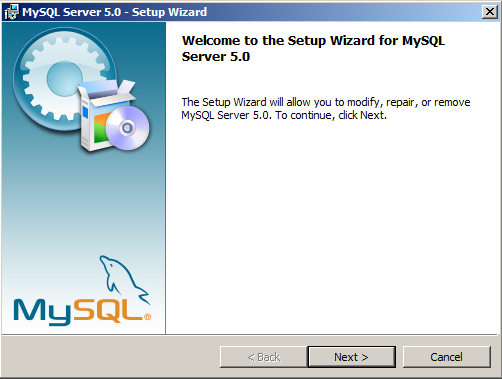 MySQL Server 5.0 - Setup Wizard
Welcome to the Setup Wizard for MySQL
Server 5.0
The Setup Wizard will allow you to modify, repair, or remove
MySQL Server 5.0. To continue, click Next.
MySQL®
< Back
Next >
Cancel